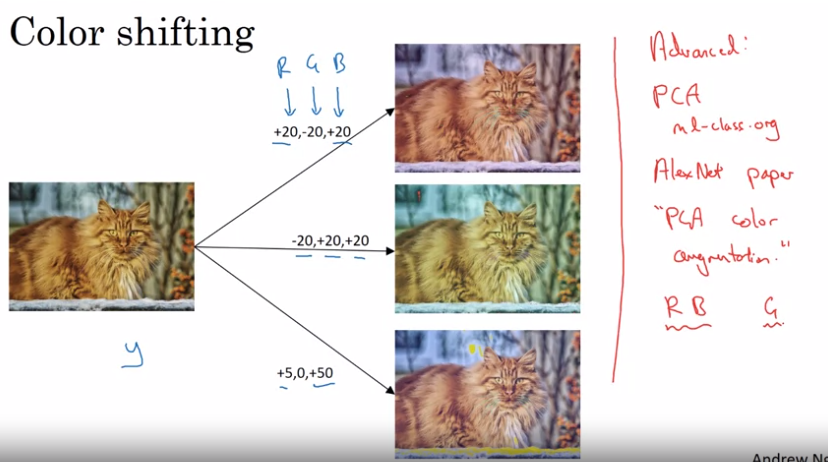 Color shifting
R G B
+20,-20,+20
-20,+20,+20
+5,0,+50
y
Advanced:
PCA
ml-class.org
AlexNet paper
"PCA color
augmentation."
R B G
Andrew Ng